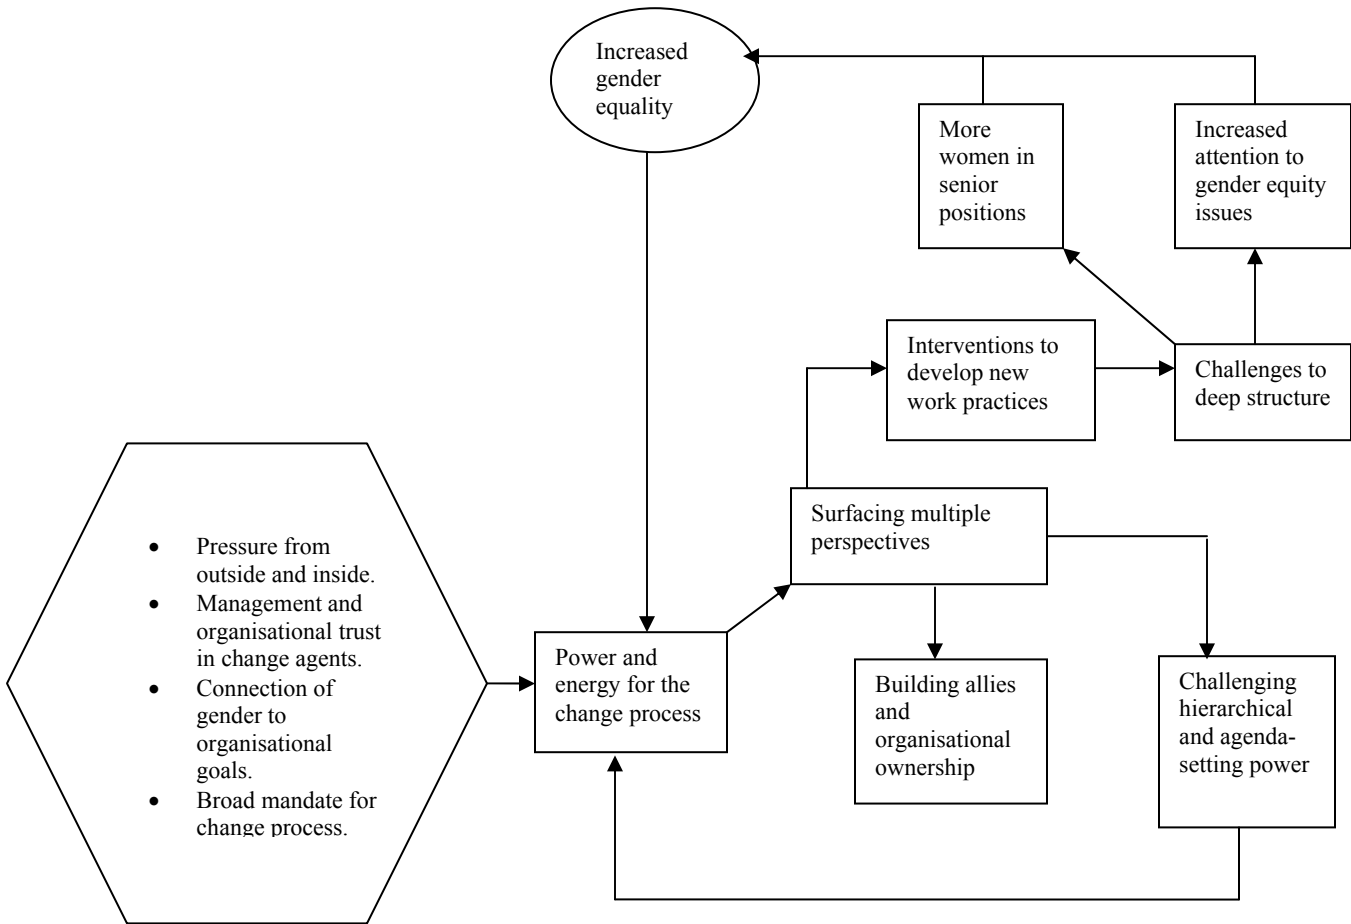 Increased
gender
equality
More
women in
senior
positions
Increased
attention to
gender equity
issues
Interventions to
develop new
work practices
Challenges to
deep structure
Surfacing multiple
perspectives
• Pressure from
outside and inside.
• Management and
organisational trust
in change agents.
• Connection of
gender to
organisational
goals.
• Broad mandate for
change process.
Power and
energy for the
change process
Building allies
and
organisational
ownership
Challenging
hierarchical
and agenda-
setting power